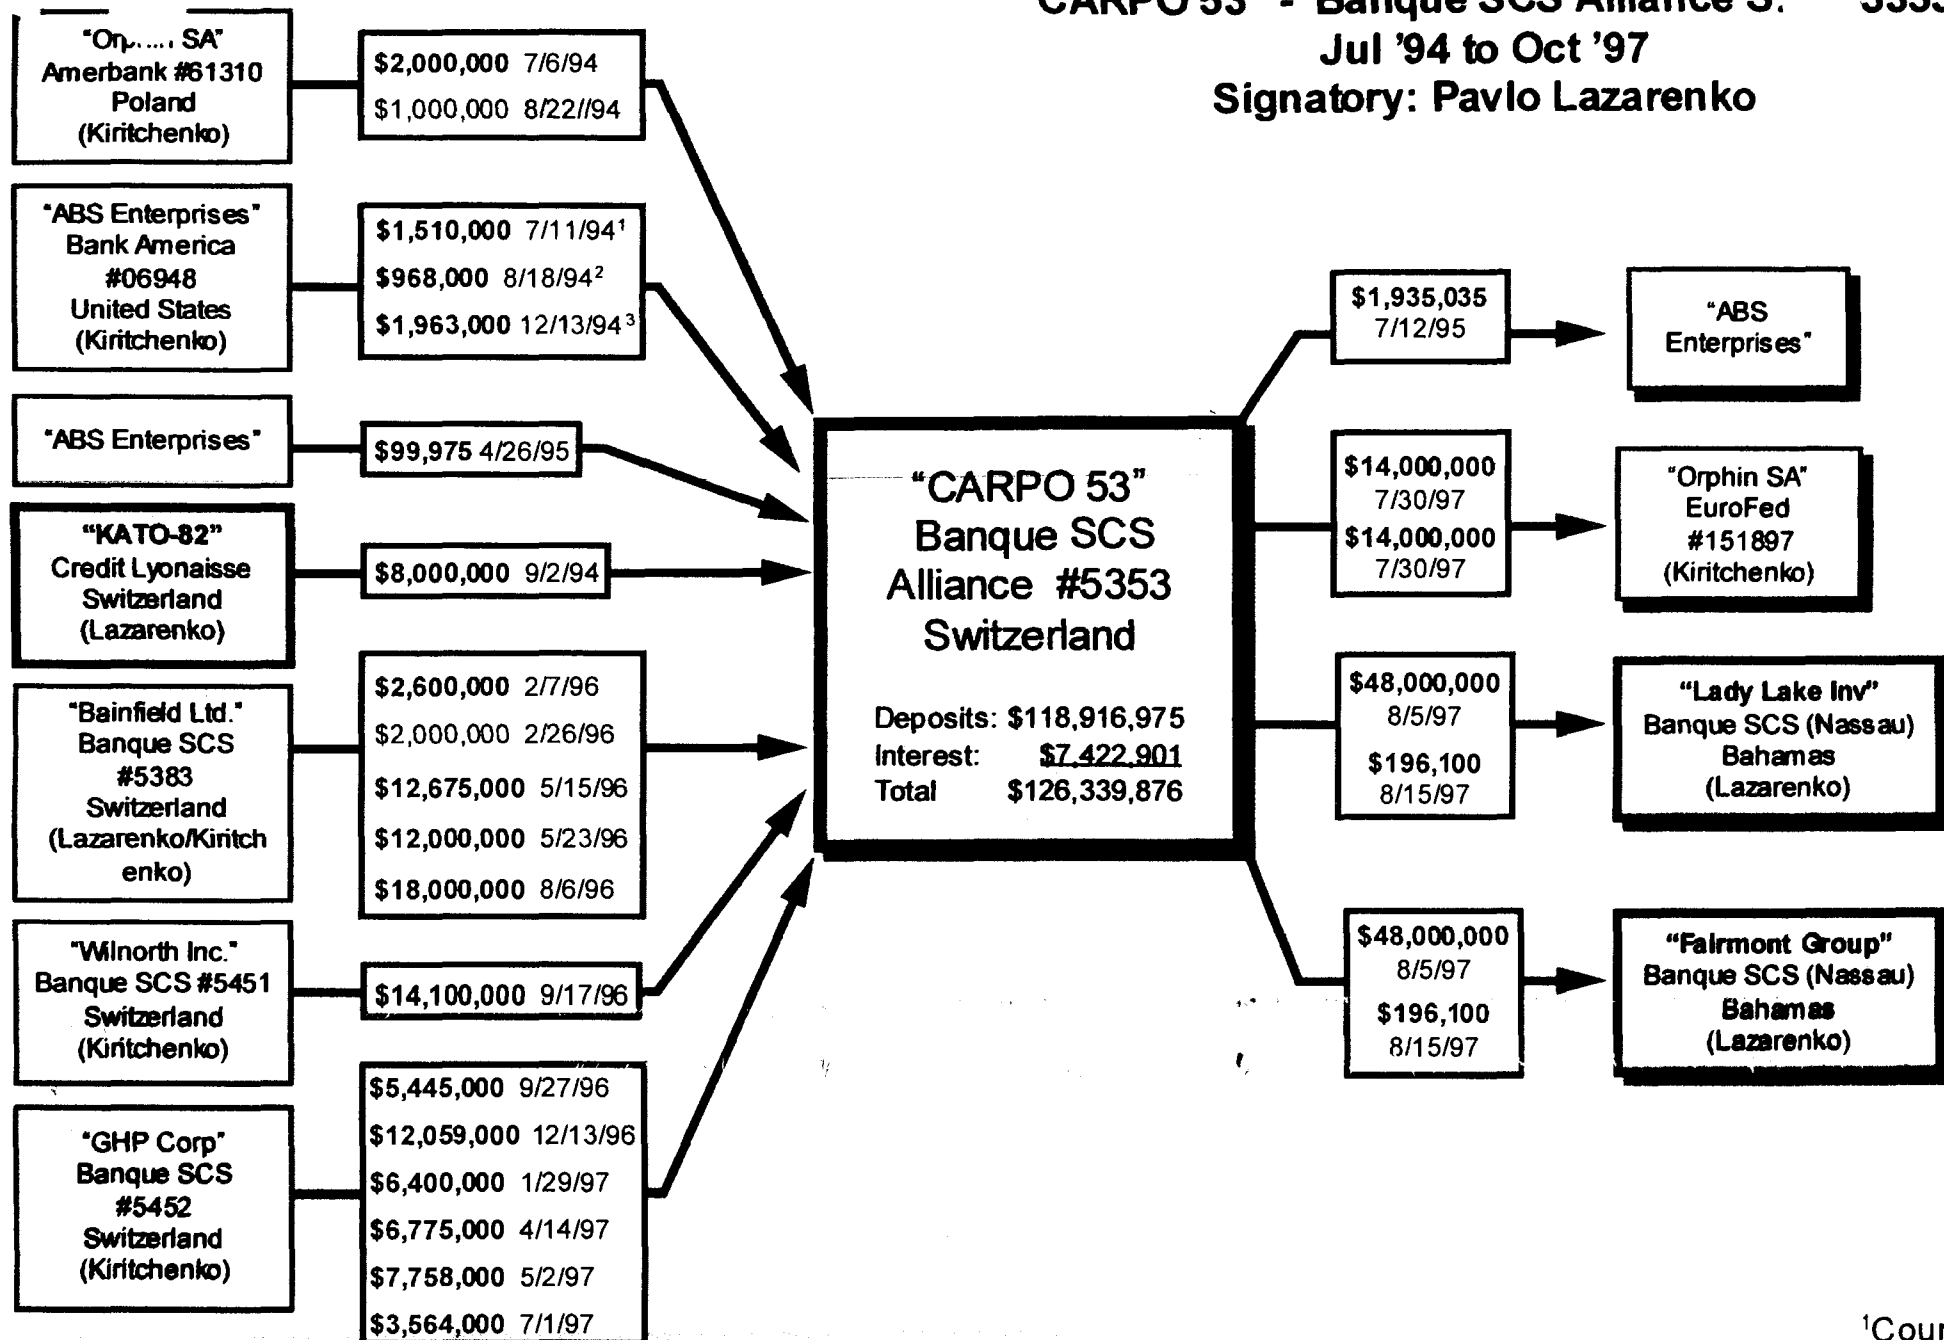 CARPO 53" - Banque SCS Alliance S.
Jul '94 to Oct '97
Signatory: Pavlo Lazarenko
SA"
Amerbank #61310
Poland
(Kiritchenko)
$2,000,000 7/6/94
$1,000,000 8/22//94
"ABS Enterprises"
Bank America
#06948
United States
(Kiritchenko)
$1,510,000 7/11/94¹
$968,000 8/18/94²
$1,963,000 12/13/94³
"ABS Enterprises"
$99,975 4/26/95
"KATO-82"
Credit Lyonaisse
Switzerland
(Lazarenko)
$8,000,000 9/2/94
"Bainfield Ltd."
Banque SCS
#5383
Switzerland
(Lazarenko/Kiritch
enko)
$2,600,000 2/7/96
$2,000,000 2/26/96
$12,675,000 5/15/96
$12,000,000 5/23/96
$18,000,000 8/6/96
"Wilnorth Inc."
Banque SCS #5451
Switzerland
(Kiritchenko)
$14,100,000 9/17/96
"GHP Corp"
Banque SCS
#5452
Switzerland
(Kiritchenko)
$5,445,000 9/27/96
$12,059,000 12/13/96
$6,400,000 1/29/97
$6,775,000 4/14/97
$7,758,000 5/2/97
$3,564,000 7/1/97
"CARPO 53"
Banque SCS
Alliance #5353
Switzerland
Deposits: $118,916,975
Interest: $7,422,901
Total $126,339,876
$1,935,035
7/12/95
"ABS
Enterprises"
$14,000,000
7/30/97
$14,000,000
7/30/97
"Orphin SA"
EuroFed
#151897
(Kiritchenko)
$48,000,000
8/5/97
$196,100
8/15/97
"Lady Lake Inv"
Banque SCS (Nassau)
Bahamas
(Lazarenko)
$48,000,000
8/5/97
$196,100
8/15/97
"Fairmont Group"
Banque SCS (Nassau)
Bahamas
(Lazarenko)